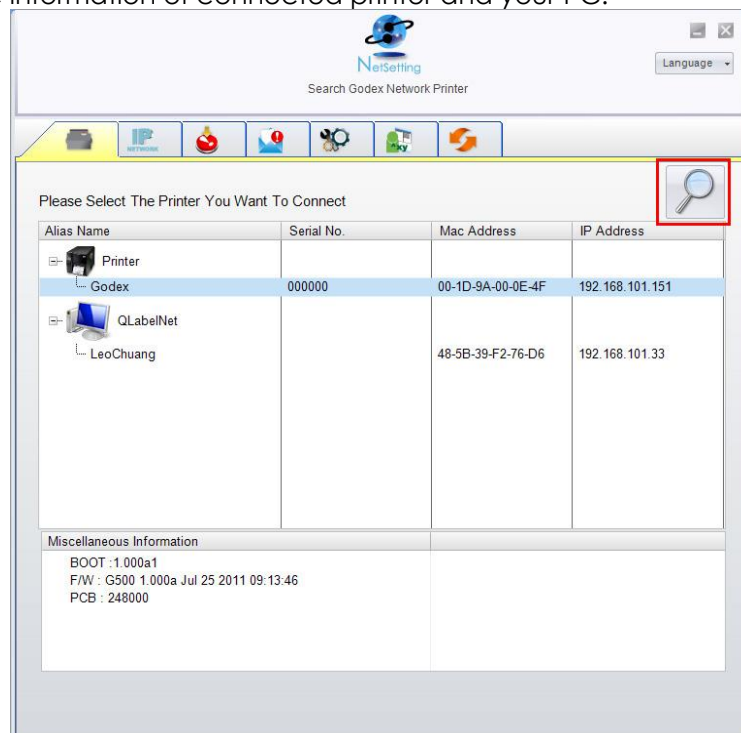 information of connected printer and your PC.
NetSetting
Language
Search Godex Network Printer
IP
NETWORK
ky
Please Select The Printer You Want To Connect
Alias Name Serial No. Mac Address IP Address
Printer
Godex 000000 00-1D-9A-00-0E-4F 192.168.101.151
QLabelNet
LeoChuang 48-5B-39-F2-76-D6 192.168.101.33
Miscellaneous Information
BOOT :1.000a1
F/W : G500 1.000a Jul 25 2011 09:13:46
PCB : 248000